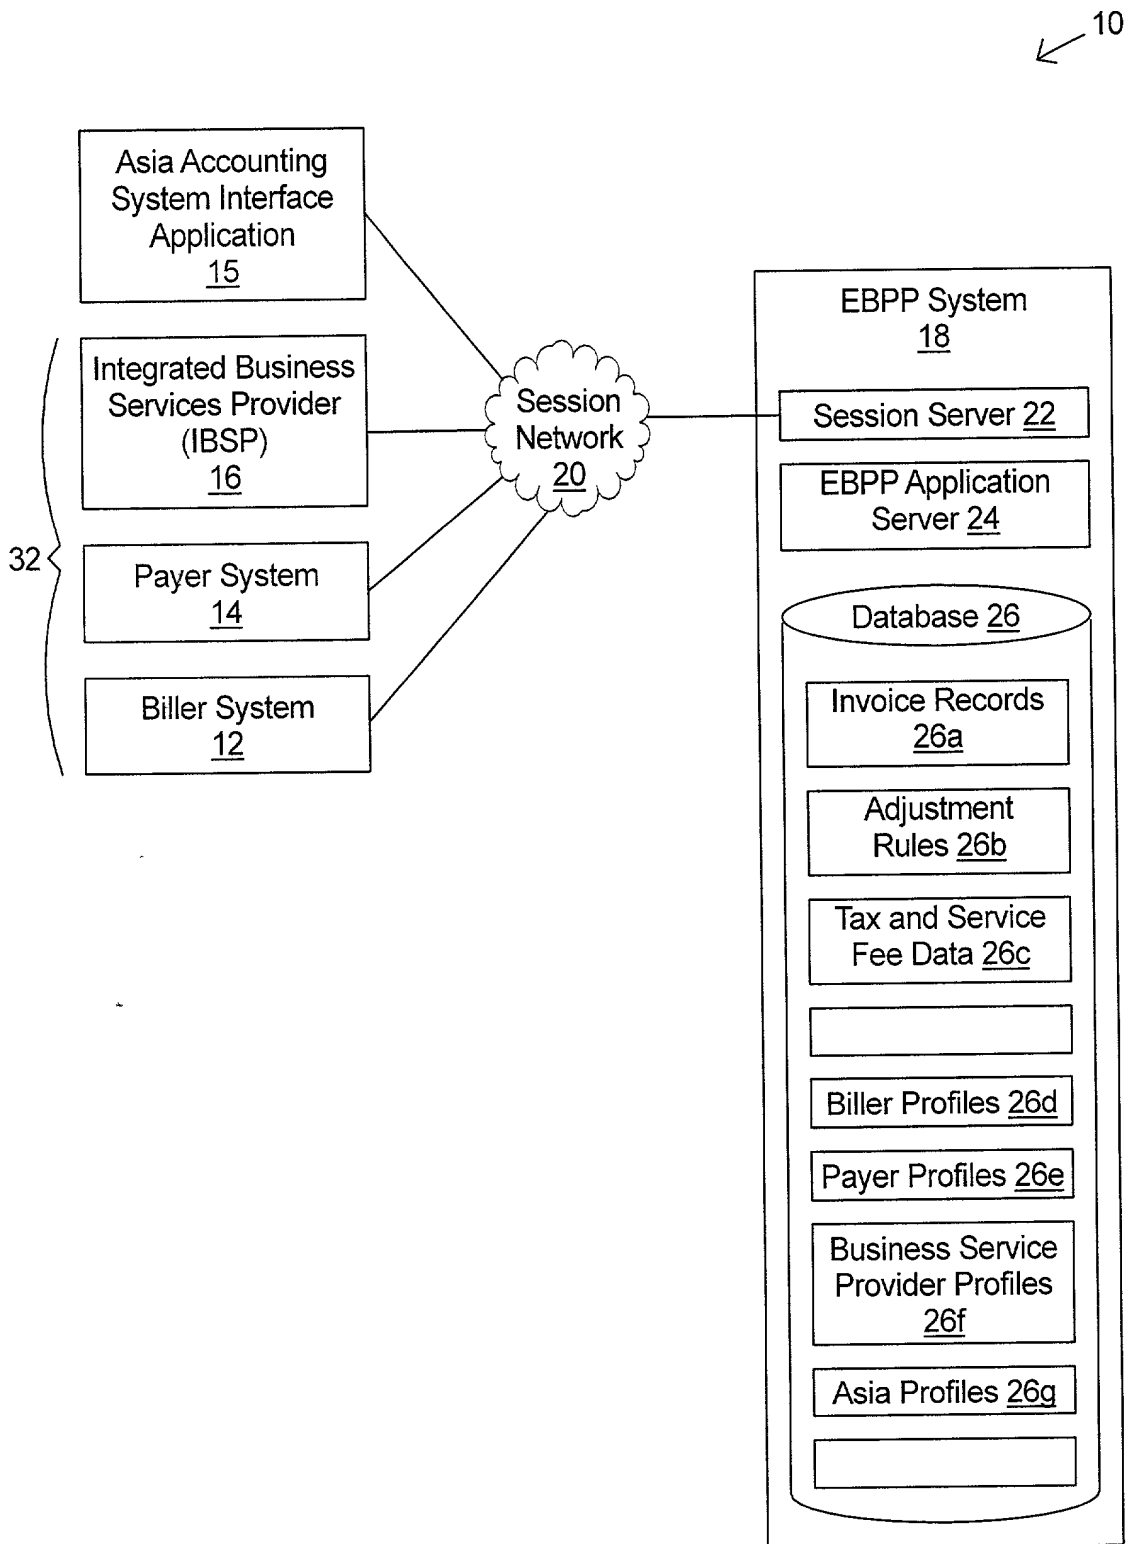 10
Asia Accounting
System Interface
Application
15
Integrated Business
Services Provider
(IBSP)
16
Payer System
14
Biller System
12
32
Session
Network
20
EBPP System
18
Session Server 22
EBPP Application
Server 24
Database 26
Invoice Records
26a
Adjustment
Rules 26b
Tax and Service
Fee Data 26c
Biller Profiles 26d
Payer Profiles 26e
Business Service
Provider Profiles
26f
Asia Profiles 26g